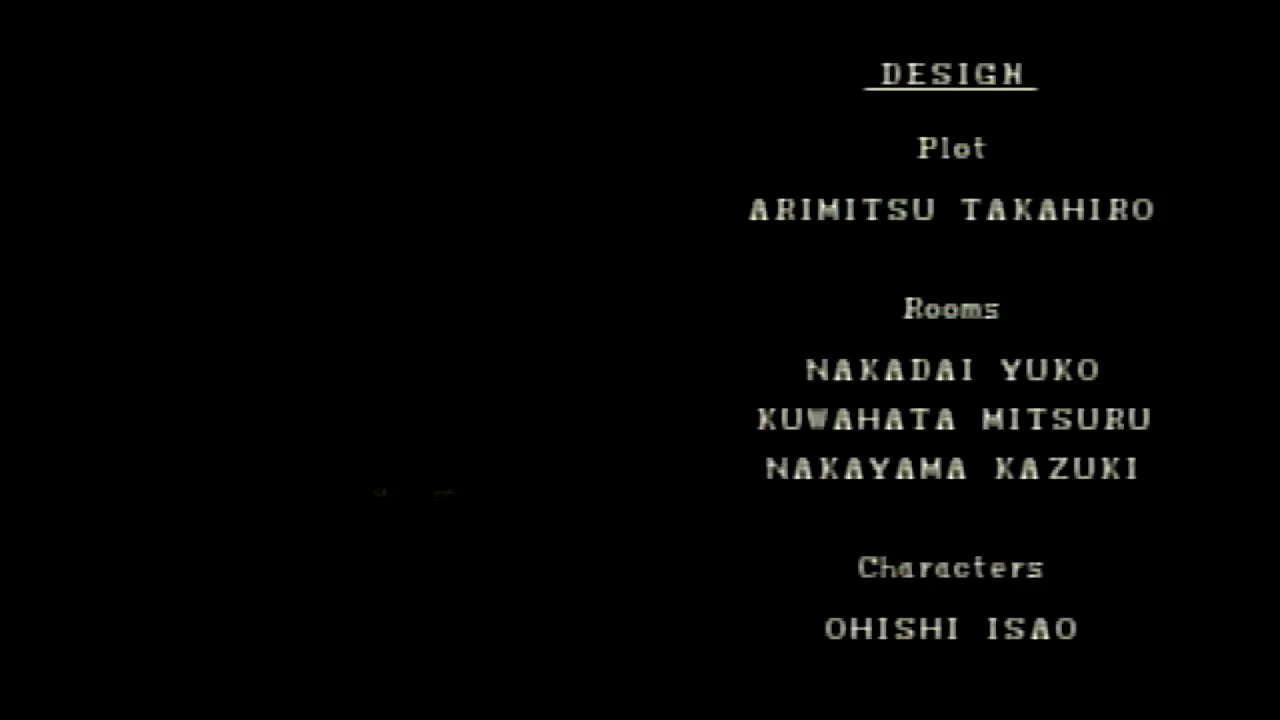 DESIGN
Plot
ARIMITSU TAKAHIRO
Rooms
NAKADAI YUKO
KUWAHATA MITSURU
NAKAYAMA KAZUKI
Characters
OHISHI ISAO